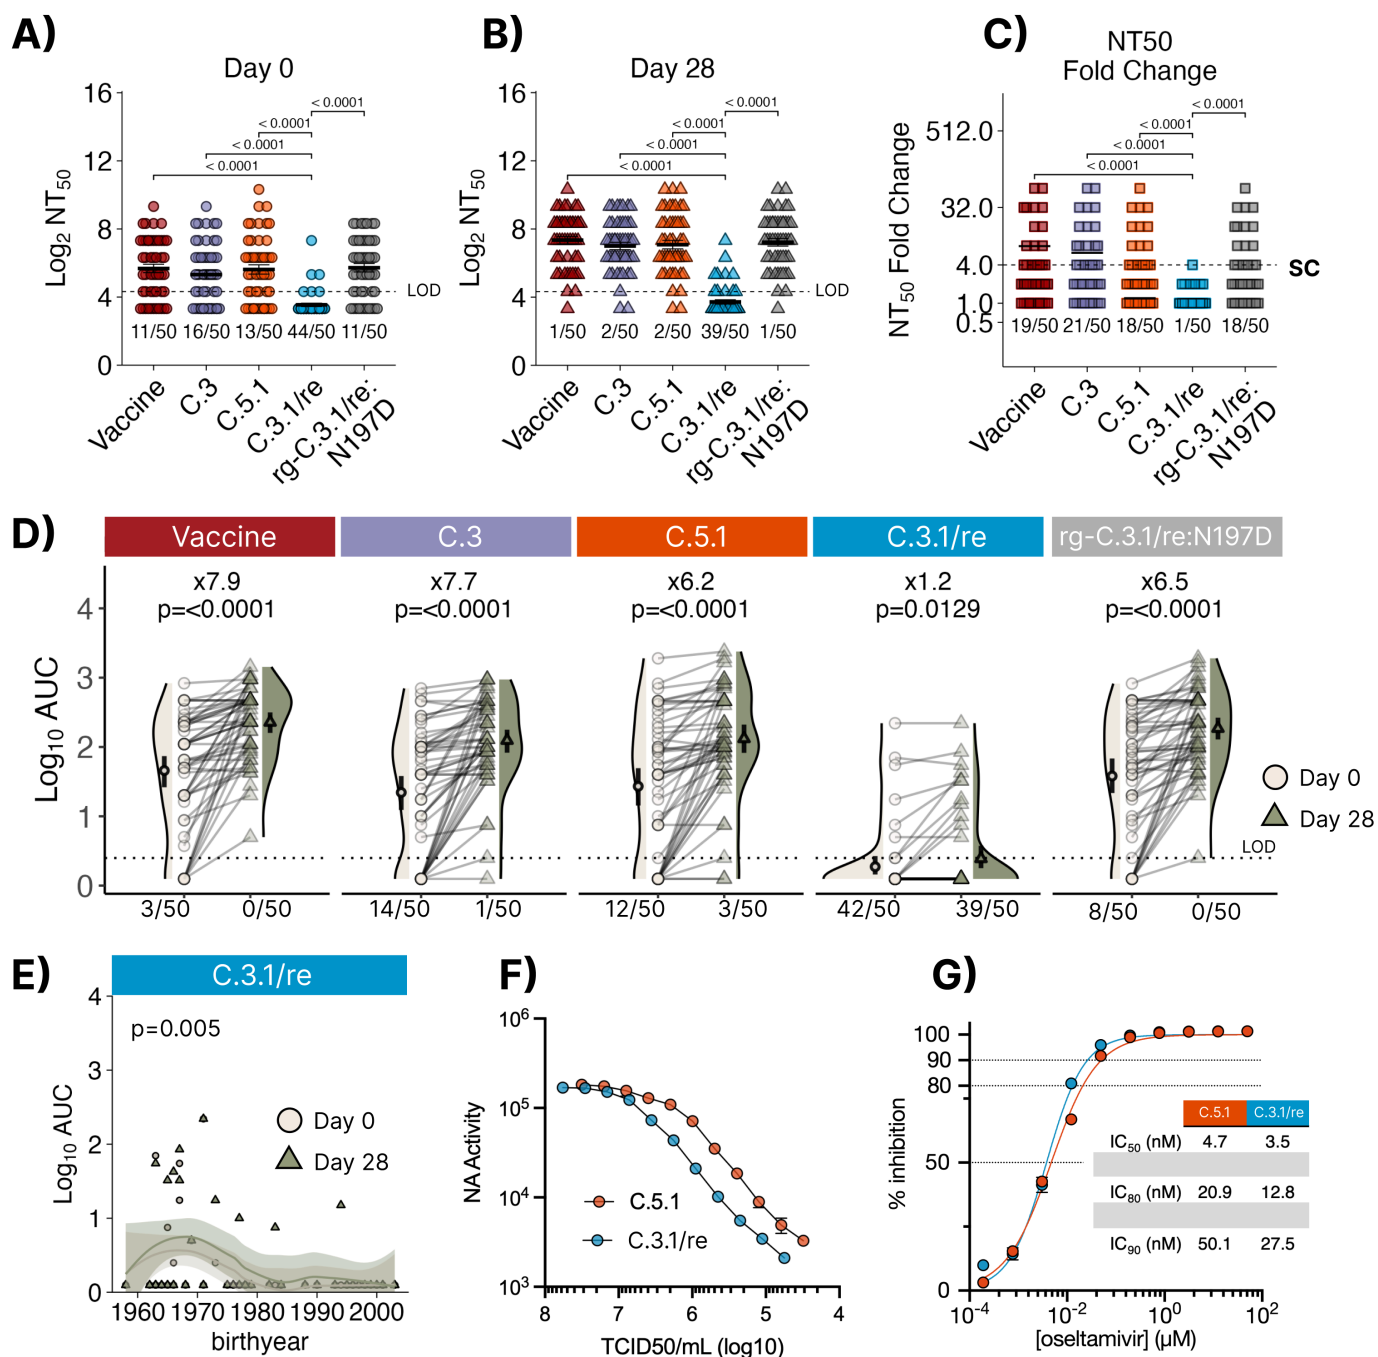 A)
Day 0
Log2 NT50
16
12
8
4
0
< 0.0001
< 0.0001
< 0.0001
< 0.0001
LOD
11/50 16/50 13/50 44/50 11/50
Vaccine
C.3
C.5.1
C.3.1/re
rg-C.3.1/re:
N197D
B)
Day 28
Log2 NT50
16
12
8
4
0
< 0.0001
< 0.0001
< 0.0001
< 0.0001
LOD
1/50 2/50 2/50 39/50 1/50
Vaccine
C.3
C.5.1
C.3.1/re
rg-C.3.1/re:
N197D
C)
NT50
Fold Change
NT50 Fold Change
512.0
32.0
4.0
1.0
0.5
< 0.0001
< 0.0001
< 0.0001
< 0.0001
SC
19/50 21/50 18/50 1/50 18/50
Vaccine
C.3
C.5.1
C.3.1/re
rg-C.3.1/re:
N197D
D)
Vaccine C.3 C.5.1 C.3.1/re rg-C.3.1/re:N197D
x7.9 x7.7 x6.2 x1.2 x6.5
p=<0.0001 p=<0.0001 p=<0.0001 p=0.0129 p=<0.0001
Log10 AUC
4
3
2
1
0
Day 0
Day 28
LOD
3/50 0/50 14/50 1/50 12/50 3/50 42/50 39/50 8/50 0/50
E)
C.3.1/re
p=0.005
Log10 AUC
4
3
2
1
0
Day 0
Day 28
1960 1970 1980 1990 2000
birthyear
F)
NA Activity
10^6
10^5
10^4
10^3
C.5.1
C.3.1/re
8 7 6 5 4
TCID50/mL (log10)
G)
% inhibition
100
90
80
50
0
C.5.1 C.3.1/re
IC50 (nM) 4.7 3.5
IC80 (nM) 20.9 12.8
IC90 (nM) 50.1 27.5
10^-4 10^-2 10^0 10^2
[oseltamivir] (μM)